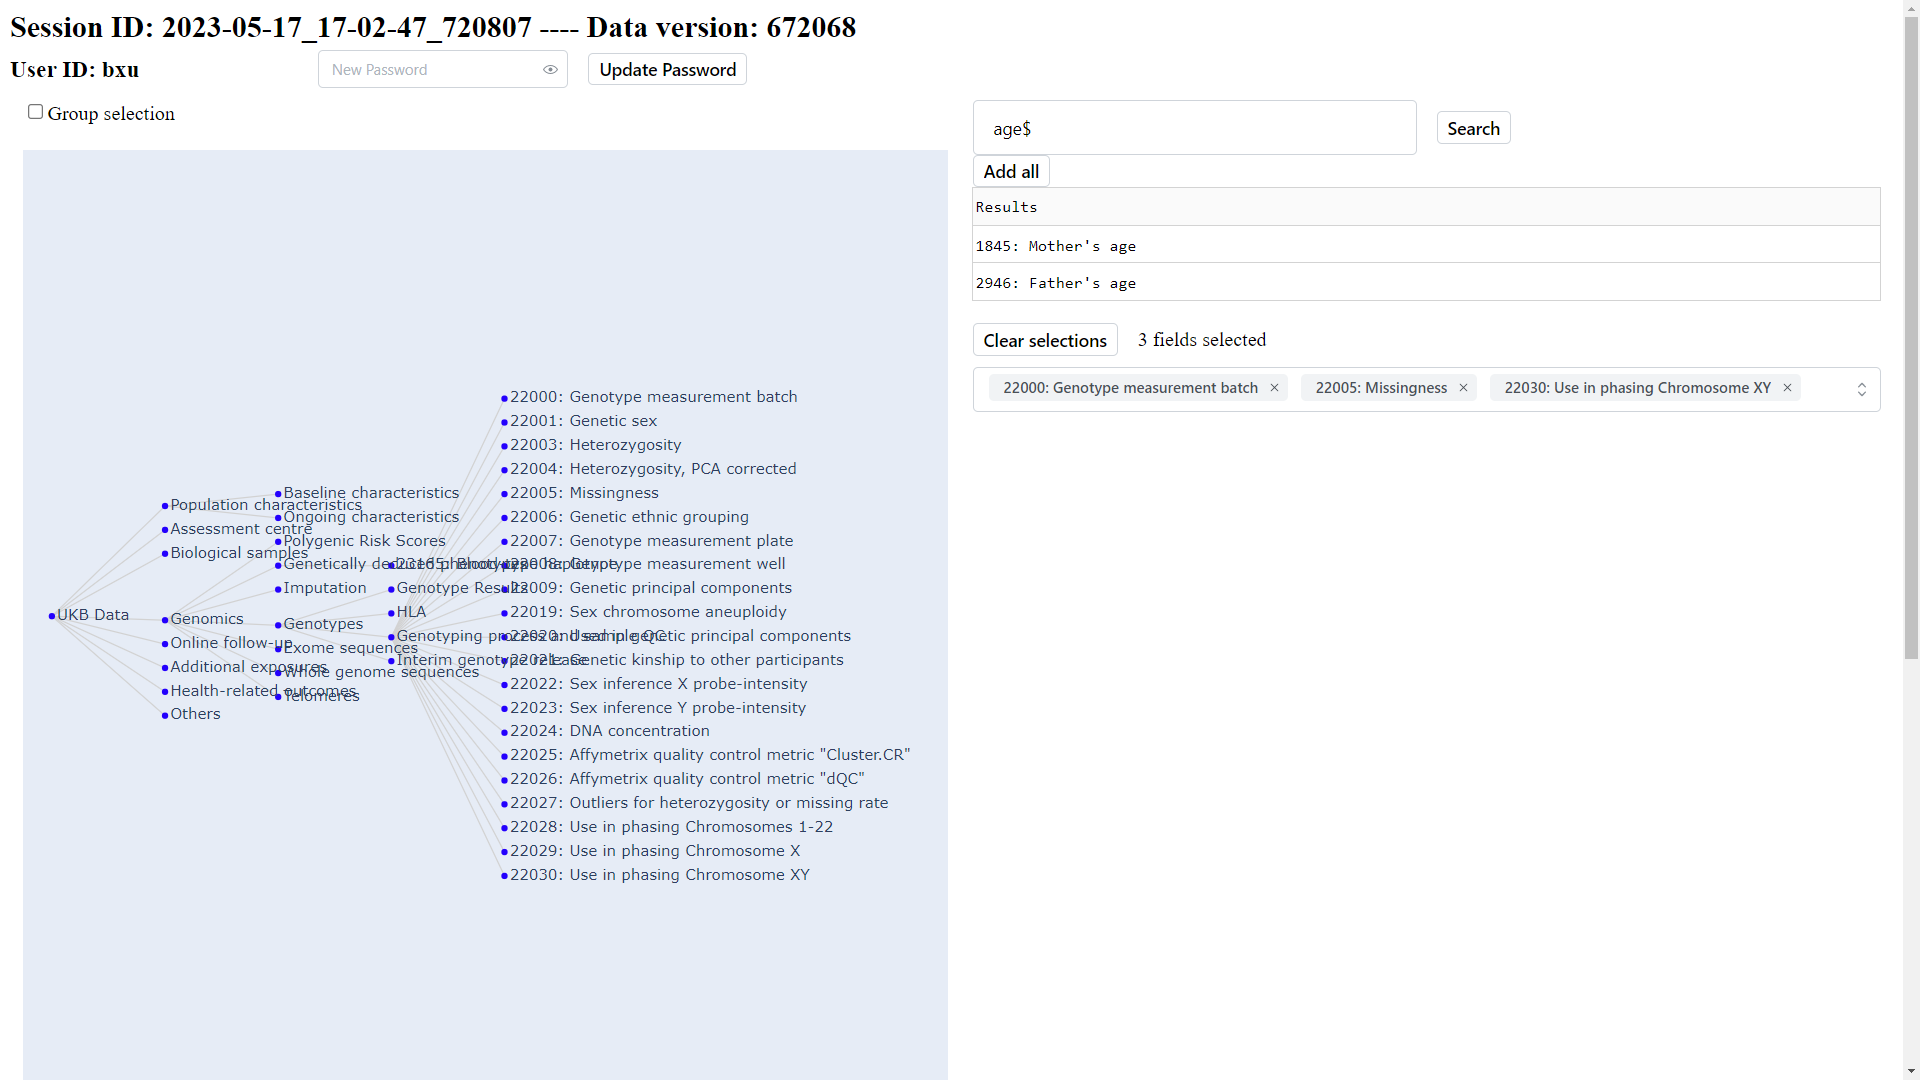 Session ID: 2023-05-17_17-02-47_720807 ---- Data version: 672068
User ID: bxu
New Password
Update Password
Group selection
age$
Search
Add all
Results
1845: Mother's age
2946: Father's age
Clear selections
3 fields selected
22000: Genotype measurement batch ×
22005: Missingness ×
22030: Use in phasing Chromosome XY ×
UKB Data
Population characteristics
Assessment centre
Biological samples
Genomics
Online follow-up
Additional exposures
Health-related outcomes
Others
Baseline characteristics
Ongoing characteristics
Polygenic Risk Scores
Genetically deduced phenotypes
Imputation
Genotypes
Exome sequences
Whole genome sequences
Telomeres
23165: Blood-type haplotype
Genotype Results
HLA
Genotyping process and sample QC
Interim genotype release
22000: Genotype measurement batch
22001: Genetic sex
22003: Heterozygosity
22004: Heterozygosity, PCA corrected
22005: Missingness
22006: Genetic ethnic grouping
22007: Genotype measurement plate
22008: Genotype measurement well
22009: Genetic principal components
22019: Sex chromosome aneuploidy
22020: Used in genetic principal components
22021: Genetic kinship to other participants
22022: Sex inference X probe-intensity
22023: Sex inference Y probe-intensity
22024: DNA concentration
22025: Affymetrix quality control metric "Cluster.CR"
22026: Affymetrix quality control metric "dQC"
22027: Outliers for heterozygosity or missing rate
22028: Use in phasing Chromosomes 1-22
22029: Use in phasing Chromosome X
22030: Use in phasing Chromosome XY